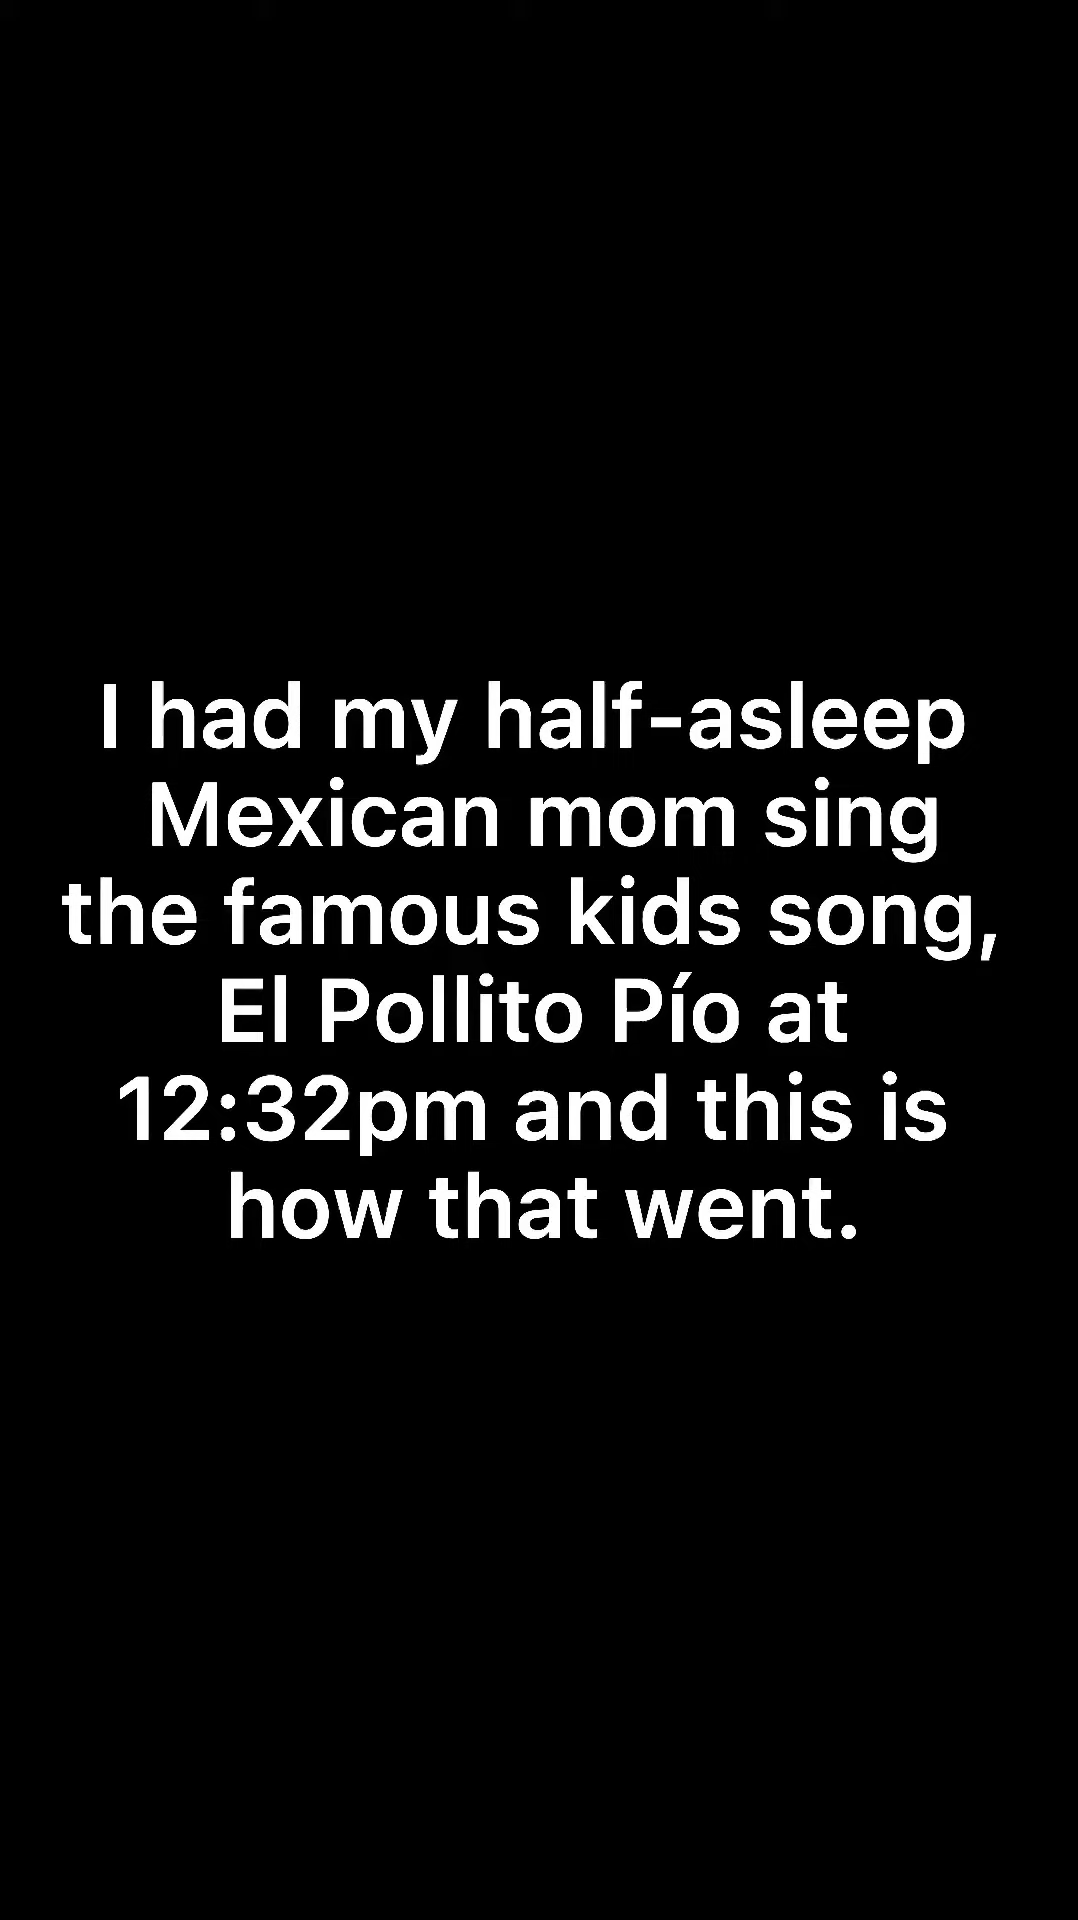 I had my half-asleep
Mexican mom sing
the famous kids song,
El Pollito Pío at
12:32pm and this is
how that went.